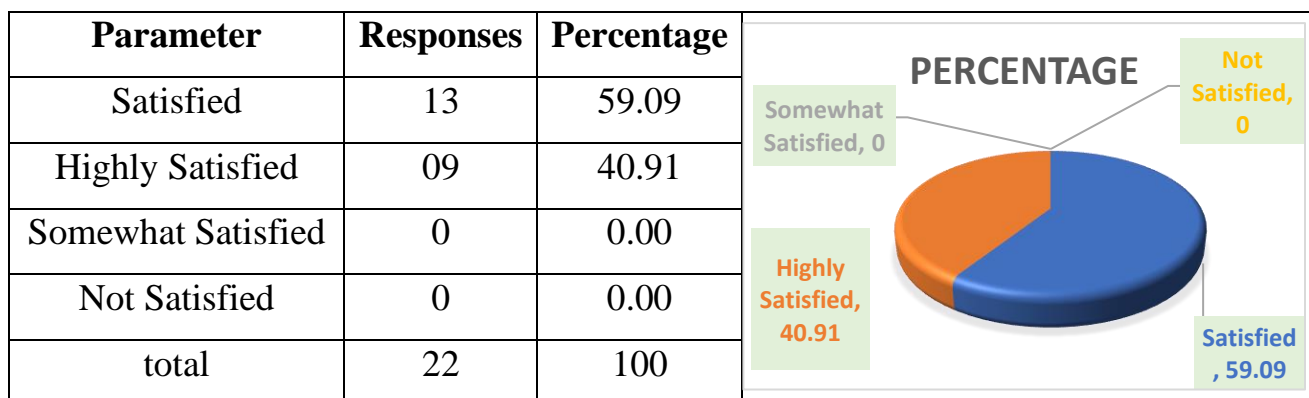 Parameter Responses Percentage
Satisfied 13 59.09
Highly Satisfied 09 40.91
Somewhat Satisfied 0 0.00
Not Satisfied 0 0.00
total 22 100
PERCENTAGE
Not
Satisfied,
0
Somewhat
Satisfied, 0
Highly
Satisfied,
40.91
Satisfied
, 59.09